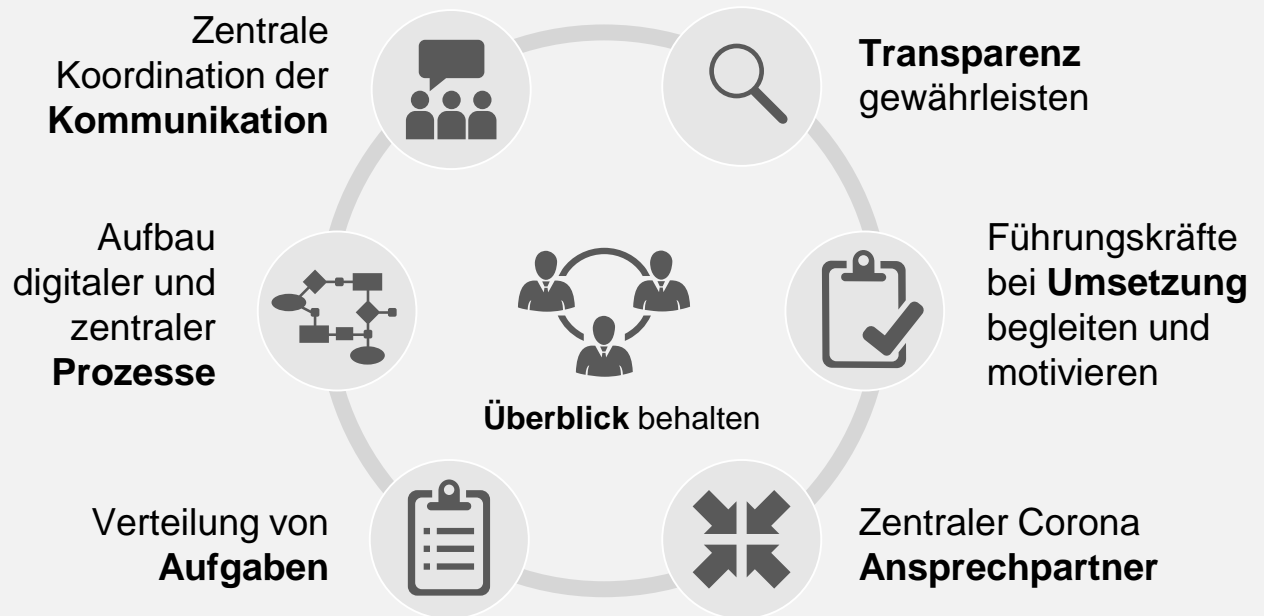 Zentrale
Koordination der
Kommunikation
Transparenz
gewährleisten
Aufbau
digitaler und
zentraler
Prozesse
Führungskräfte
bei Umsetzung
begleiten und
motivieren
Überblick behalten
Verteilung von
Aufgaben
Zentraler Corona
Ansprechpartner